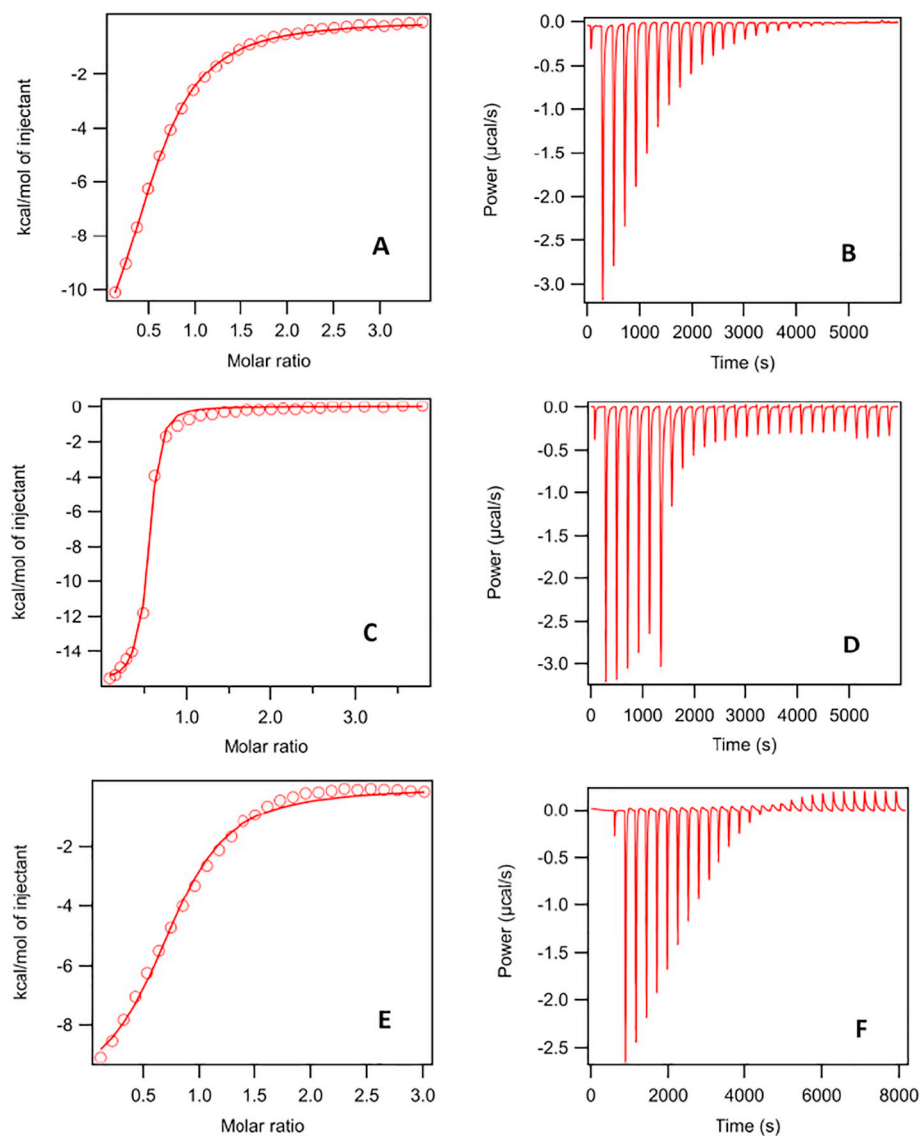 -2
-4
-6
-8
-10
kcal/mol of injectant
0.5 1.0 1.5 2.0 2.5 3.0
Molar ratio
A
0.0
-0.5
-1.0
-1.5
-2.0
-2.5
-3.0
Power (µcal/s)
0 1000 2000 3000 4000 5000
Time (s)
B
0
-2
-4
-6
-8
-10
-12
-14
kcal/mol of injectant
1.0 2.0 3.0
Molar ratio
C
0.0
-0.5
-1.0
-1.5
-2.0
-2.5
-3.0
Power (µcal/s)
0 1000 2000 3000 4000 5000
Time (s)
D
-2
-4
-6
-8
kcal/mol of injectant
0.5 1.0 1.5 2.0 2.5 3.0
Molar ratio
E
0.0
-0.5
-1.0
-1.5
-2.0
-2.5
Power (µcal/s)
0 2000 4000 6000 8000
Time (s)
F